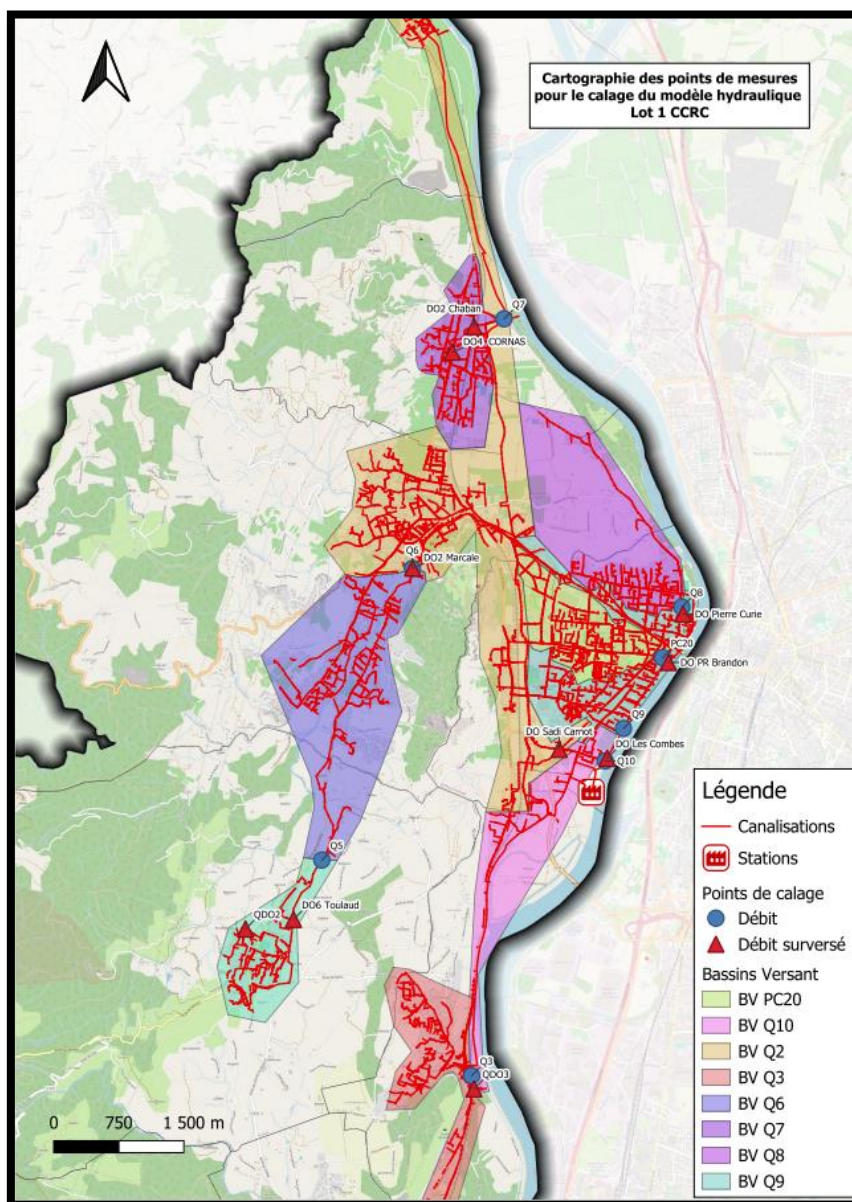 Cartographie des points de mesures
pour le calage du modèle hydraulique
Lot 1 CCRC
Q7
DO2 Chaban
DO4_CORNAS
Q6
DO2 Marcale
Q8
DO Pierre Curie
PC20
DO PR Brandon
Q9
DO Sadi Carnot
DO Les Combes
Q10
Q5
DO6 Toulaud
QDO2
Q3
QDO3
0 750 1 500 m
Légende
Canalisations
Stations
Points de calage
Débit
Débit surversé
Bassins Versant
BV PC20
BV Q10
BV Q2
BV Q3
BV Q6
BV Q7
BV Q8
BV Q9